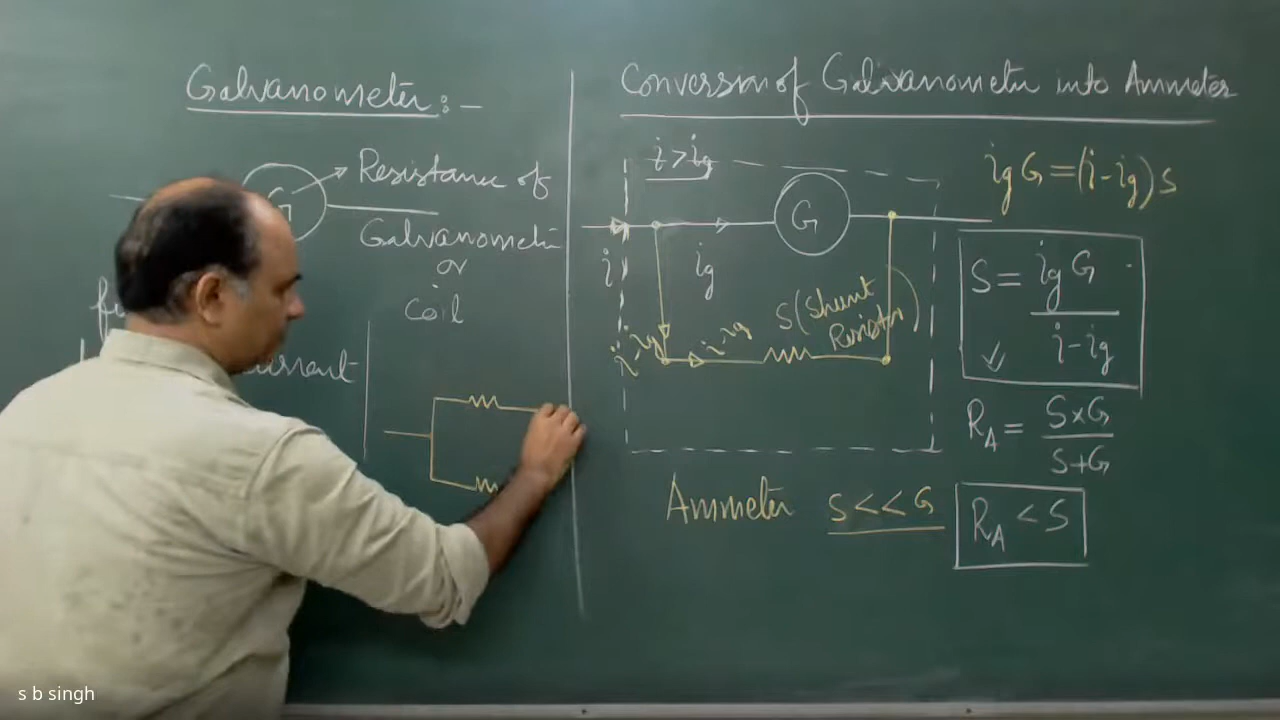 Galvanometer :-
G → Resistance of
Galvanometer
or
Coil
current
Conversion of Galvanometer into Ammeter
i > ig
G
i
ig
i-ig
i-ig
S (Shunt
Resistor)
ig G = (i-ig) S
S = ig G
i-ig
✓
RA = S×G
S+G
Ammeter S << G
RA < S
s b singh